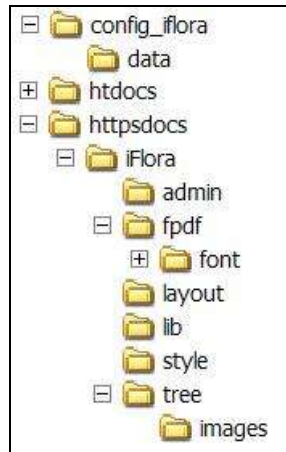 config_iflora
data
htdocs
httpsdocs
iFlora
admin
fpdf
font
layout
lib
style
tree
images